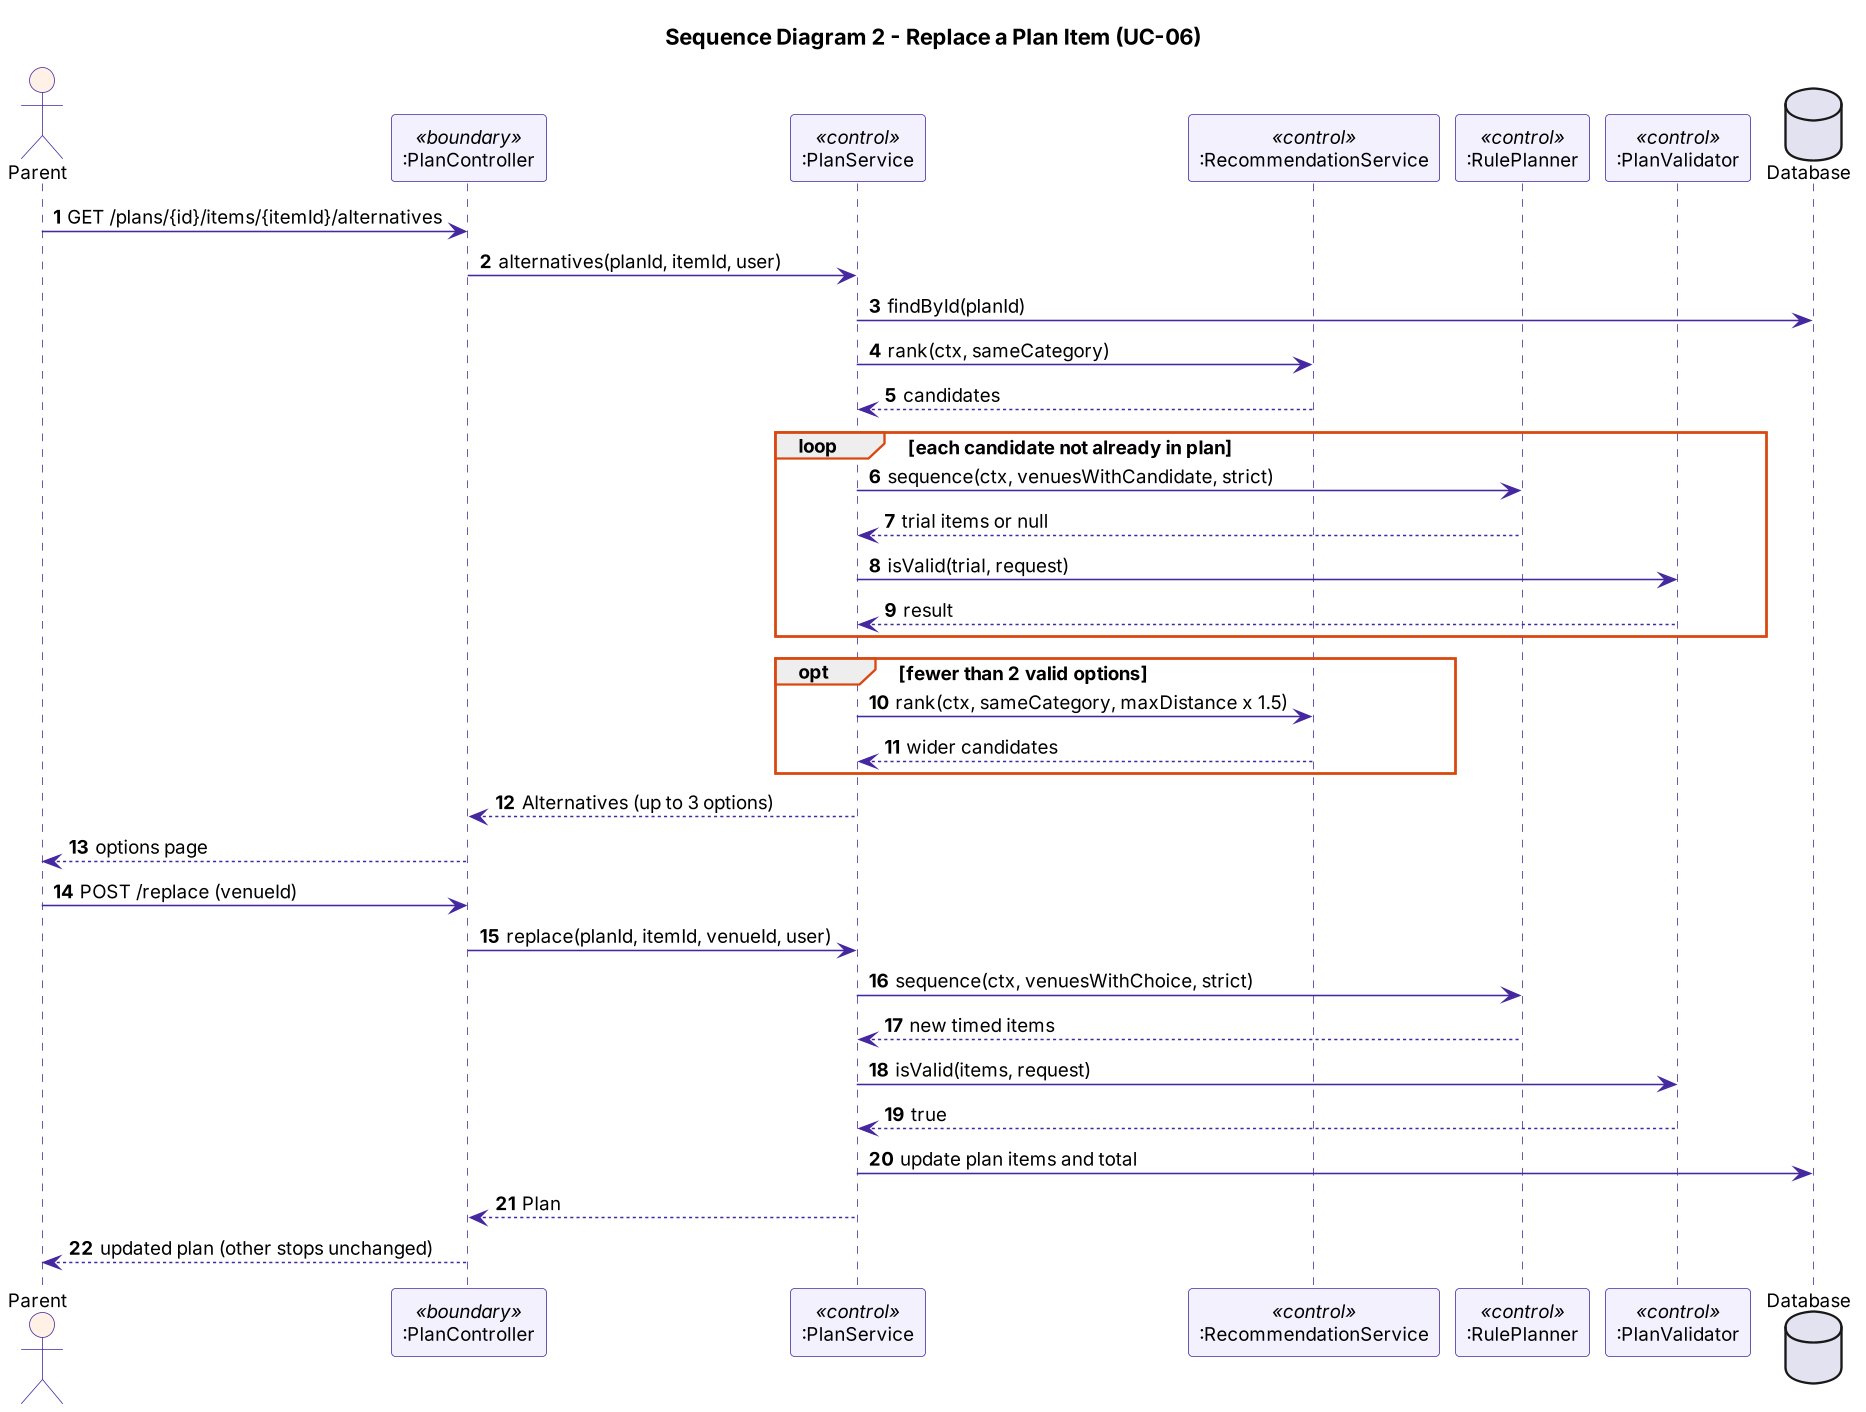 Sequence Diagram 2 - Replace a Plan Item (UC-06)
Parent
«boundary»
:PlanController
«control»
:PlanService
«control»
:RecommendationService
«control»
:RulePlanner
«control»
:PlanValidator
Database
1 GET /plans/{id}/items/{itemId}/alternatives
2 alternatives(planId, itemId, user)
3 findById(planId)
4 rank(ctx, sameCategory)
5 candidates
loop [each candidate not already in plan]
6 sequence(ctx, venuesWithCandidate, strict)
7 trial items or null
8 isValid(trial, request)
9 result
opt [fewer than 2 valid options]
10 rank(ctx, sameCategory, maxDistance x 1.5)
11 wider candidates
12 Alternatives (up to 3 options)
13 options page
14 POST /replace (venueId)
15 replace(planId, itemId, venueId, user)
16 sequence(ctx, venuesWithChoice, strict)
17 new timed items
18 isValid(items, request)
19 true
20 update plan items and total
21 Plan
22 updated plan (other stops unchanged)
Parent
«boundary»
:PlanController
«control»
:PlanService
«control»
:RecommendationService
«control»
:RulePlanner
«control»
:PlanValidator
Database